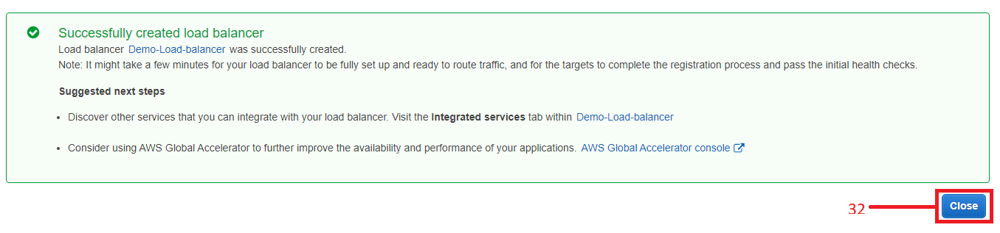 Successfully created load balancer
Load balancer Demo-Load-balancer was successfully created.
Note: It might take a few minutes for your load balancer to be fully set up and ready to route traffic, and for the targets to complete the registration process and pass the initial health checks.
Suggested next steps
• Discover other services that you can integrate with your load balancer. Visit the Integrated services tab within Demo-Load-balancer
• Consider using AWS Global Accelerator to further improve the availability and performance of your applications. AWS Global Accelerator console
32 Close